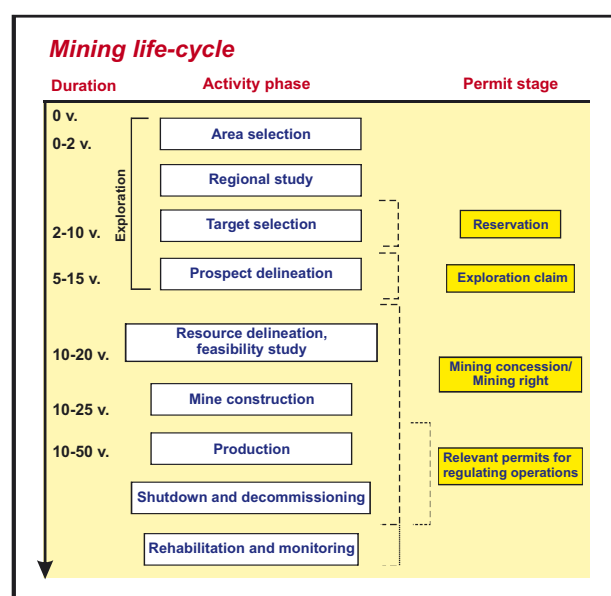 Mining life-cycle
Duration Activity phase Permit stage
0 v.
0-2 v.
Exploration
Area selection
Regional study
2-10 v.
Target selection
Reservation
5-15 v.
Prospect delineation
Exploration claim
10-20 v.
Resource delineation,
feasibility study
Mining concession/
Mining right
10-25 v.
Mine construction
10-50 v.
Production
Relevant permits for
regulating operations
Shutdown and decommissioning
Rehabilitation and monitoring